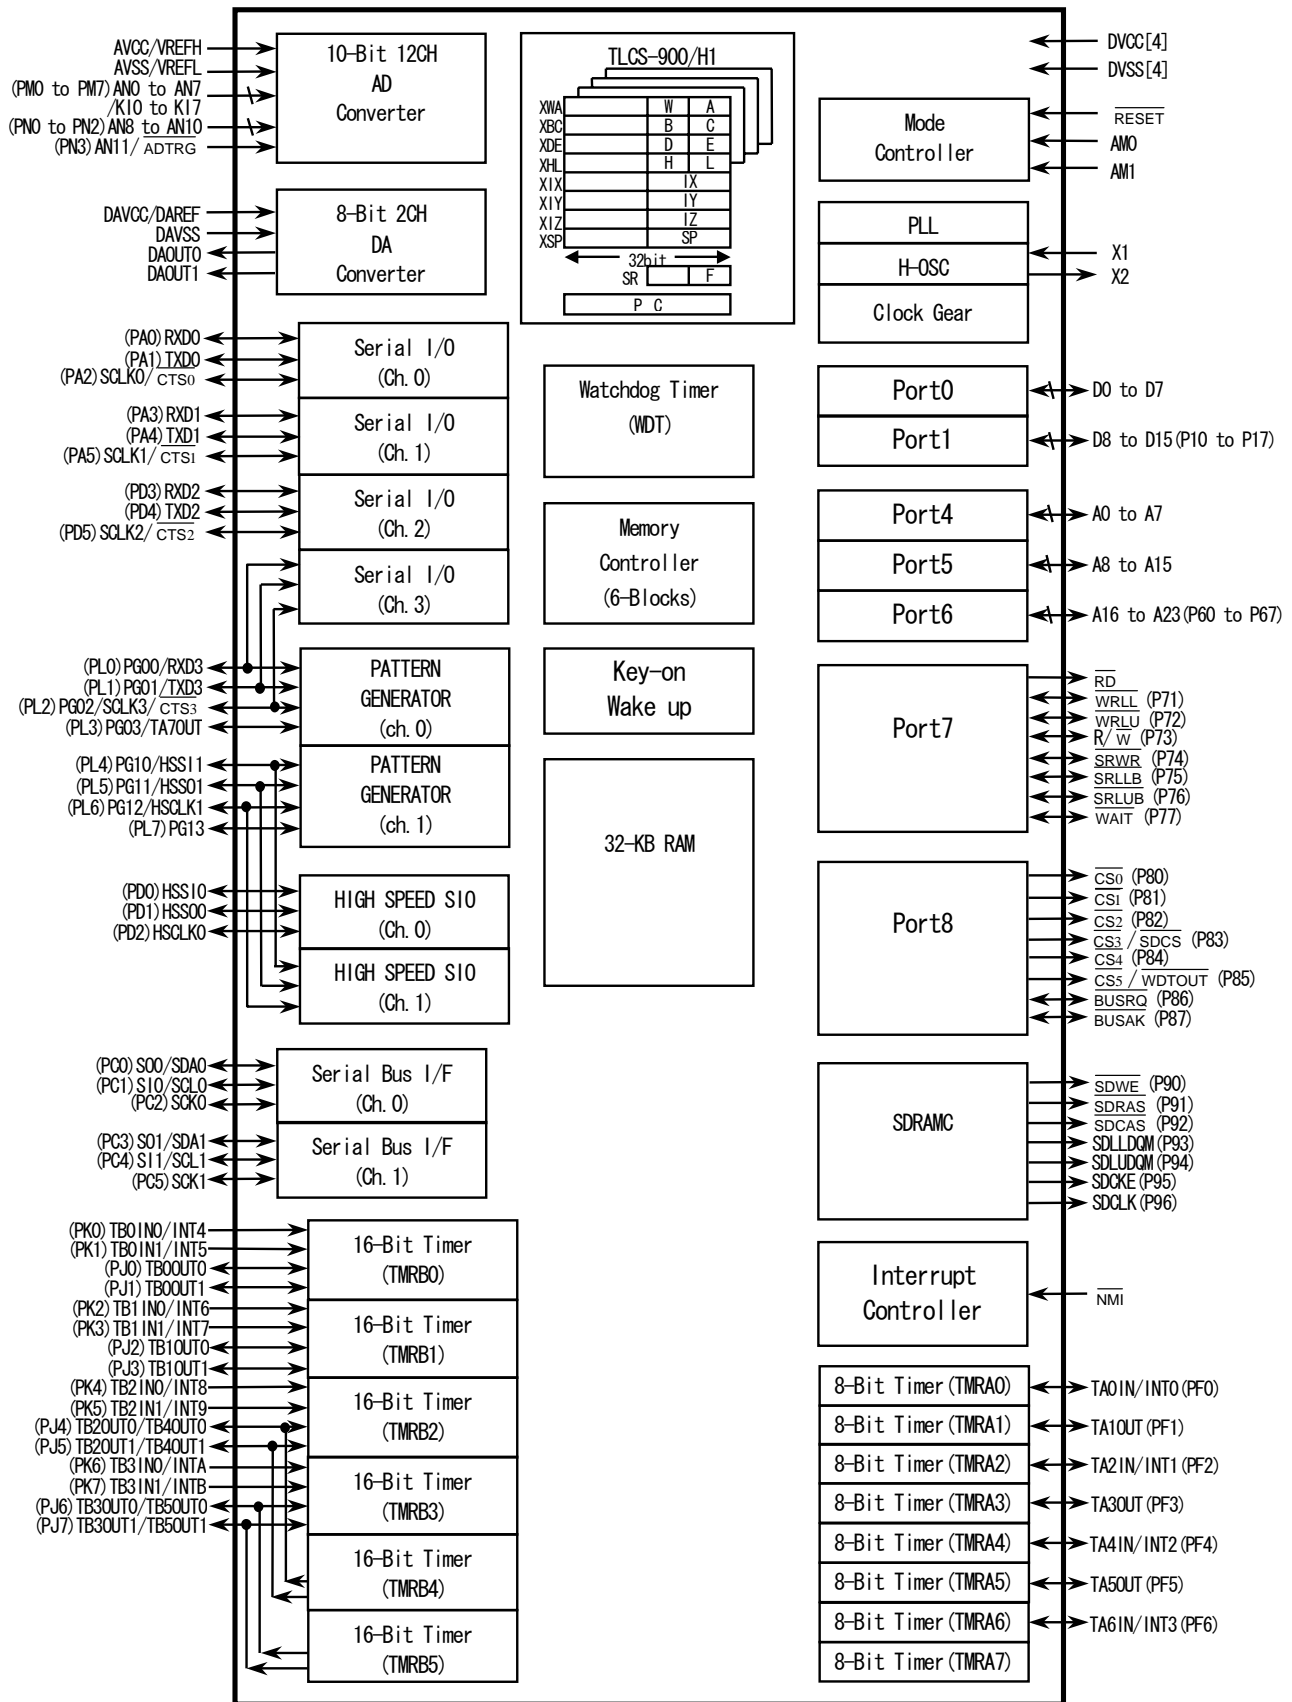 AVCC/VREFH
AVSS/VREFL
(PM0 to PM7) AN0 to AN7
/KI0 to KI7
(PN0 to PN2) AN8 to AN10
(PN3) AN11/ ADTRG
10-Bit 12CH
AD
Converter
DAVCC/DAREF
DAVSS
DAOUT0
DAOUT1
8-Bit 2CH
DA
Converter
(PA0) RXD0
(PA1) TXD0
(PA2) SCLK0/ CTS0
Serial I/O
(Ch. 0)
(PA3) RXD1
(PA4) TXD1
(PA5) SCLK1/ CTS1
Serial I/O
(Ch. 1)
(PD3) RXD2
(PD4) TXD2
(PD5) SCLK2/ CTS2
Serial I/O
(Ch. 2)
Serial I/O
(Ch. 3)
(PL0) PG00/RXD3
(PL1) PG01/TXD3
(PL2) PG02/SCLK3/ CTS3
(PL3) PG03/TA7OUT
PATTERN
GENERATOR
(ch. 0)
(PL4) PG10/HSSI1
(PL5) PG11/HSSO1
(PL6) PG12/HSCLK1
(PL7) PG13
PATTERN
GENERATOR
(ch. 1)
(PD0) HSSI0
(PD1) HSSO0
(PD2) HSCLK0
HIGH SPEED SIO
(Ch. 0)
HIGH SPEED SIO
(Ch. 1)
(PC0) SO0/SDA0
(PC1) SI0/SCL0
(PC2) SCK0
Serial Bus I/F
(Ch. 0)
(PC3) SO1/SDA1
(PC4) SI1/SCL1
(PC5) SCK1
Serial Bus I/F
(Ch. 1)
(PK0) TB0IN0/INT4
(PK1) TB0IN1/INT5
(PJ0) TB0OUT0
(PJ1) TB0OUT1
16-Bit Timer
(TMRB0)
(PK2) TB1IN0/INT6
(PK3) TB1IN1/INT7
(PJ2) TB1OUT0
(PJ3) TB1OUT1
16-Bit Timer
(TMRB1)
(PK4) TB2IN0/INT8
(PK5) TB2IN1/INT9
(PJ4) TB2OUT0/TB4OUT0
(PJ5) TB2OUT1/TB4OUT1
16-Bit Timer
(TMRB2)
(PK6) TB3IN0/INTA
(PK7) TB3IN1/INTB
(PJ6) TB3OUT0/TB5OUT0
(PJ7) TB3OUT1/TB5OUT1
16-Bit Timer
(TMRB3)
16-Bit Timer
(TMRB4)
16-Bit Timer
(TMRB5)
TLCS-900/H1
XWA W A
XBC B C
XDE D E
XHL H L
XIX IX
XIY IY
XIZ IZ
XSP SP
32bit
SR F
P C
Watchdog Timer
(WDT)
Memory
Controller
(6-Blocks)
Key-on
Wake up
32-KB RAM
DVCC[4]
DVSS[4]
Mode
Controller
RESET
AM0
AM1
PLL
H-OSC
Clock Gear
X1
X2
Port0
D0 to D7
Port1
D8 to D15 (P10 to P17)
Port4
A0 to A7
Port5
A8 to A15
Port6
A16 to A23 (P60 to P67)
Port7
RD
WRLL (P71)
WRLU (P72)
R/ W (P73)
SRWR (P74)
SRLLB (P75)
SRLUB (P76)
WAIT (P77)
Port8
CS0 (P80)
CS1 (P81)
CS2 (P82)
CS3 / SDCS (P83)
CS4 (P84)
CS5 / WDTOUT (P85)
BUSRQ (P86)
BUSAK (P87)
SDRAMC
SDWE (P90)
SDRAS (P91)
SDCAS (P92)
SDLLDQM (P93)
SDLUDQM (P94)
SDCKE (P95)
SDCLK (P96)
Interrupt
Controller
NMI
8-Bit Timer (TMRA0)
TA0IN/INT0 (PF0)
8-Bit Timer (TMRA1)
TA1OUT (PF1)
8-Bit Timer (TMRA2)
TA2IN/INT1 (PF2)
8-Bit Timer (TMRA3)
TA3OUT (PF3)
8-Bit Timer (TMRA4)
TA4IN/INT2 (PF4)
8-Bit Timer (TMRA5)
TA5OUT (PF5)
8-Bit Timer (TMRA6)
TA6IN/INT3 (PF6)
8-Bit Timer (TMRA7)